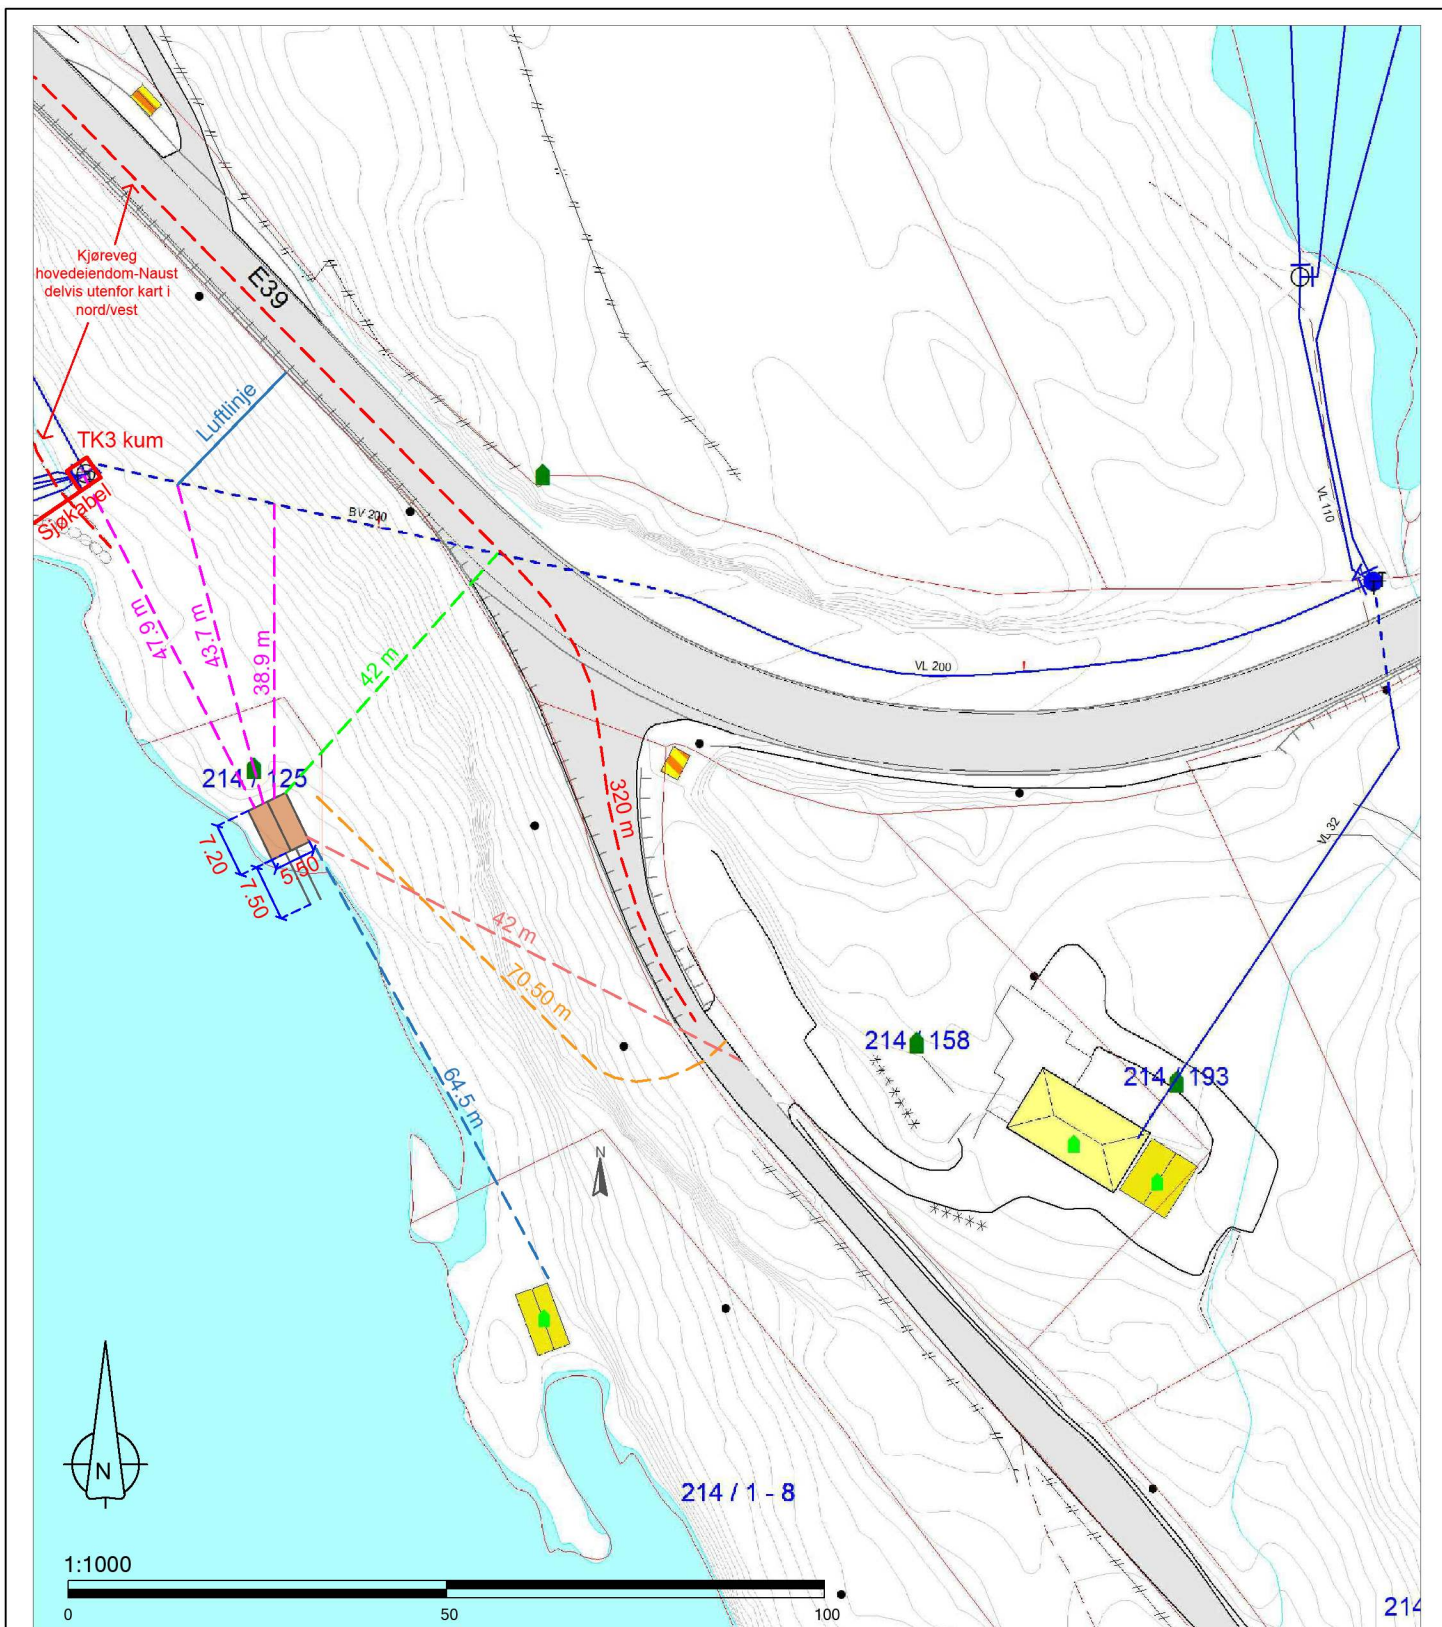 Kjøreveg
hovedeiendom-Naust
delvis utenfor kart i
nord/vest
E39
Luftlinje
TK3 kum
Sjøkabel
BV 200
VL 110
47.9 m
43.7 m
38.9 m
42 m
VL 200
214 / 125
320 m
VL 32
7.20
5.50
7.50
42 m
70.50 m
214 / 158
214 / 193
64.5 m
N
N
214 / 1 - 8
1:1000
0 50 100
214